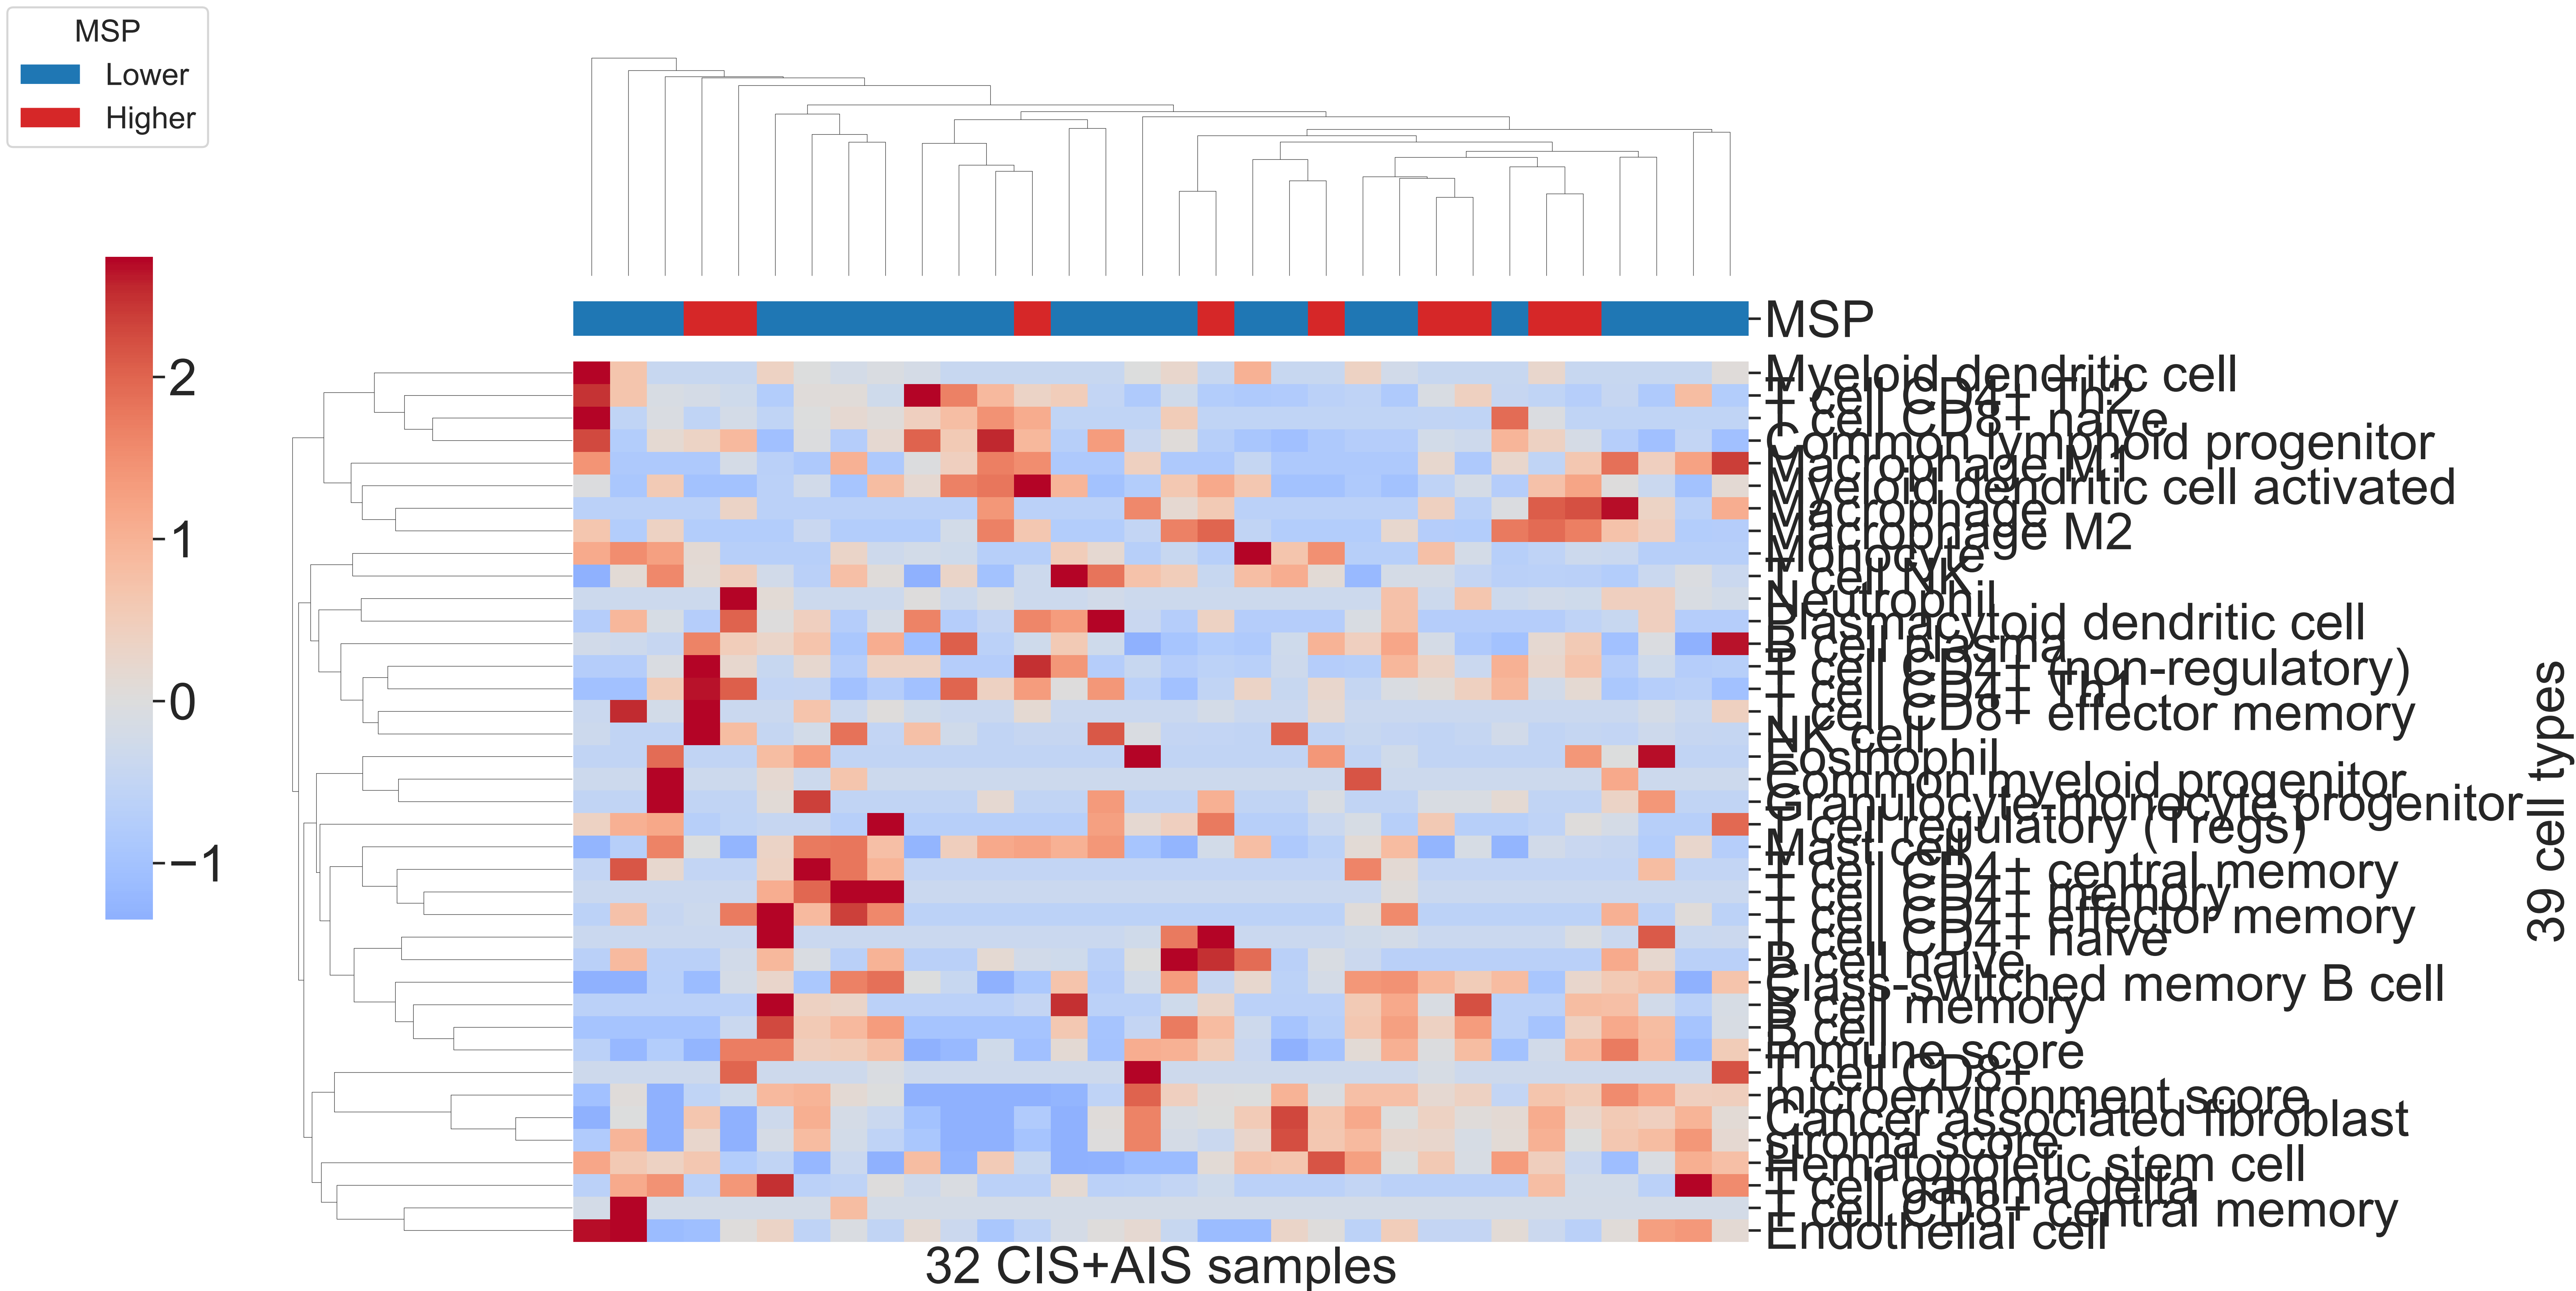 MSP
Lower
Higher
2
1
0
−1
MSP
Myeloid dendritic cell
T cell CD4+ Th2
T cell CD8+ naive
Common lymphoid progenitor
Macrophage M1
Myeloid dendritic cell activated
Macrophage
Macrophage M2
Monocyte
T cell NK
Neutrophil
Plasmacytoid dendritic cell
B cell plasma
T cell CD4+ (non-regulatory)
T cell CD4+ Th1
T cell CD8+ effector memory
NK cell
Eosinophil
Common myeloid progenitor
Granulocyte-monocyte progenitor
T cell regulatory (Tregs)
Mast cell
T cell CD4+ central memory
T cell CD4+ memory
T cell CD4+ effector memory
T cell CD4+ naive
B cell naive
Class-switched memory B cell
B cell memory
B cell
immune score
T cell CD8+
microenvironment score
Cancer associated fibroblast
stroma score
Hematopoietic stem cell
T cell gamma delta
T cell CD8+ central memory
Endothelial cell
39 cell types
32 CIS+AIS samples